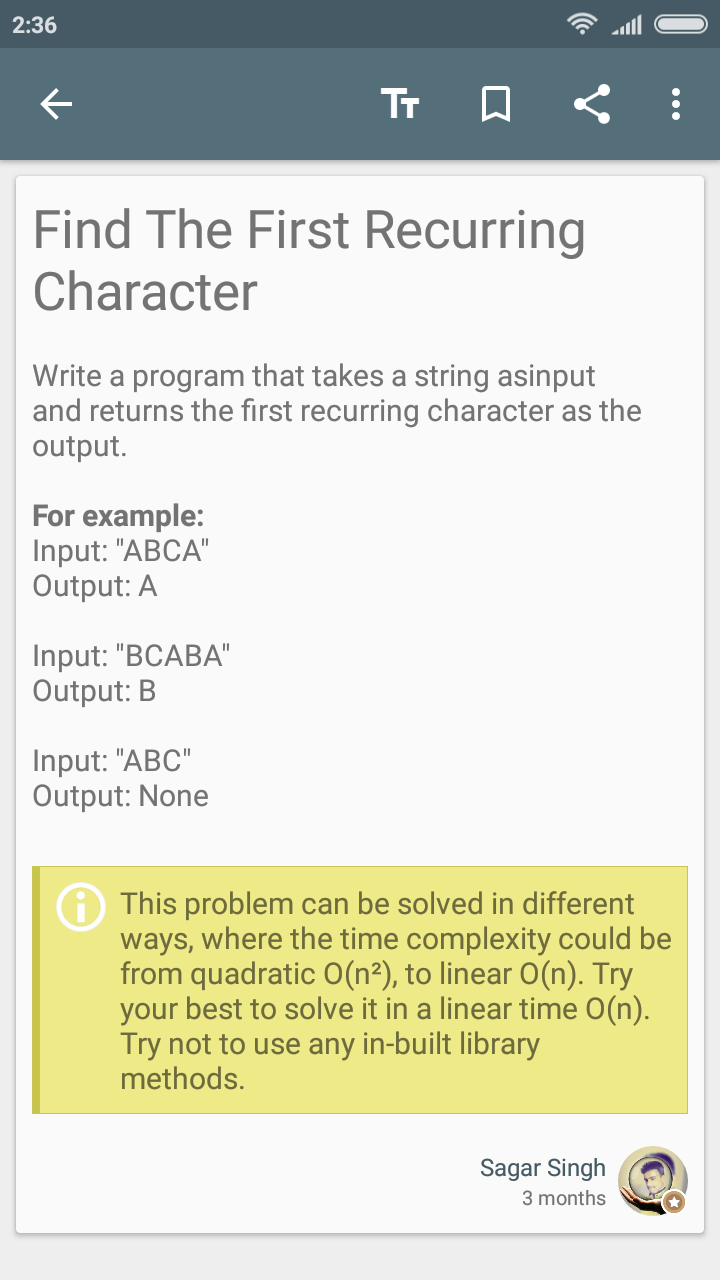 2:36
Find The First Recurring
Character
Write a program that takes a string asinput
and returns the first recurring character as the
output.
For example:
Input: "ABCA"
Output: A
Input: "BCABA"
Output: B
Input: "ABC"
Output: None
This problem can be solved in different
ways, where the time complexity could be
from quadratic O(n²), to linear O(n). Try
your best to solve it in a linear time O(n).
Try not to use any in-built library
methods.
Sagar Singh
3 months